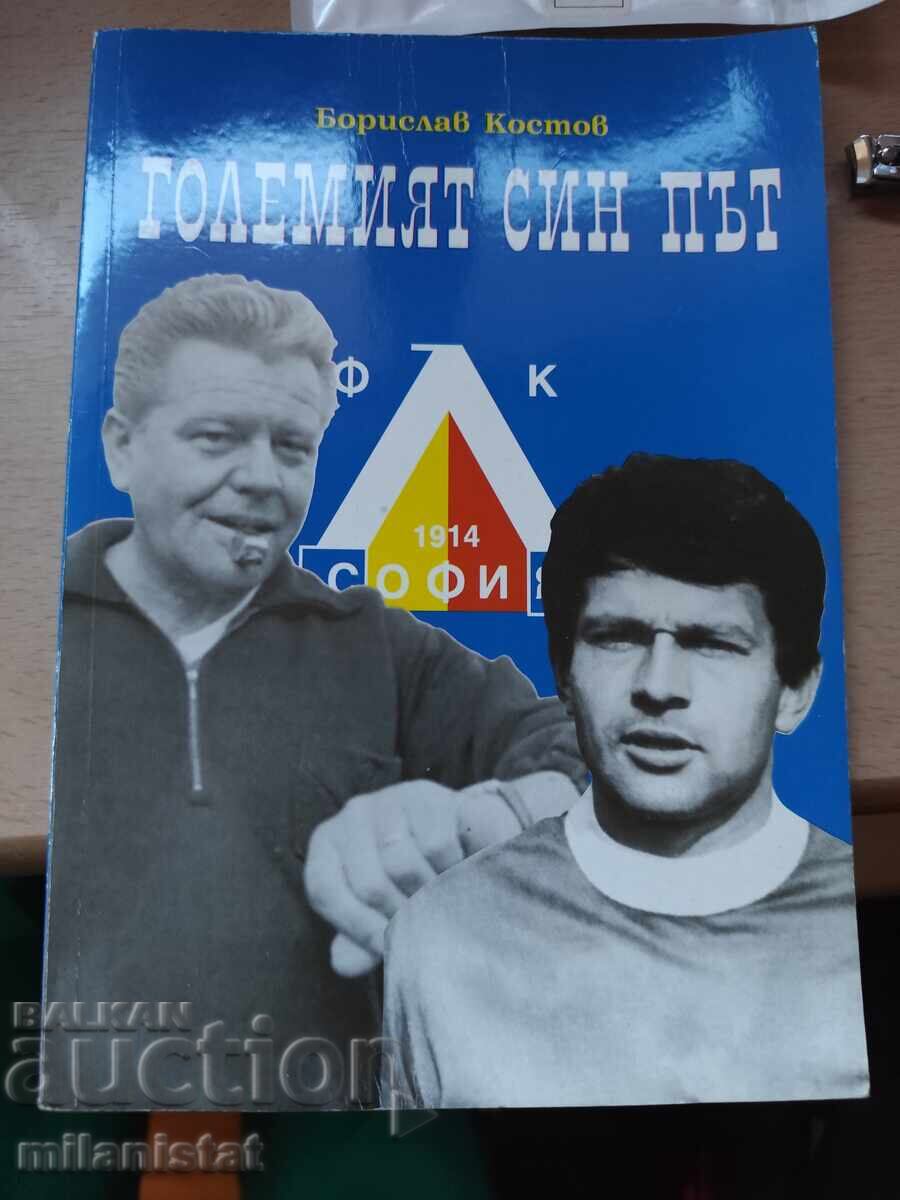 Борислав Костов
ГОЛЕМИЯТ СИН ПЪТ
Ф Л К
1914
СОФИЯ
BALKAN
auction
milanistat